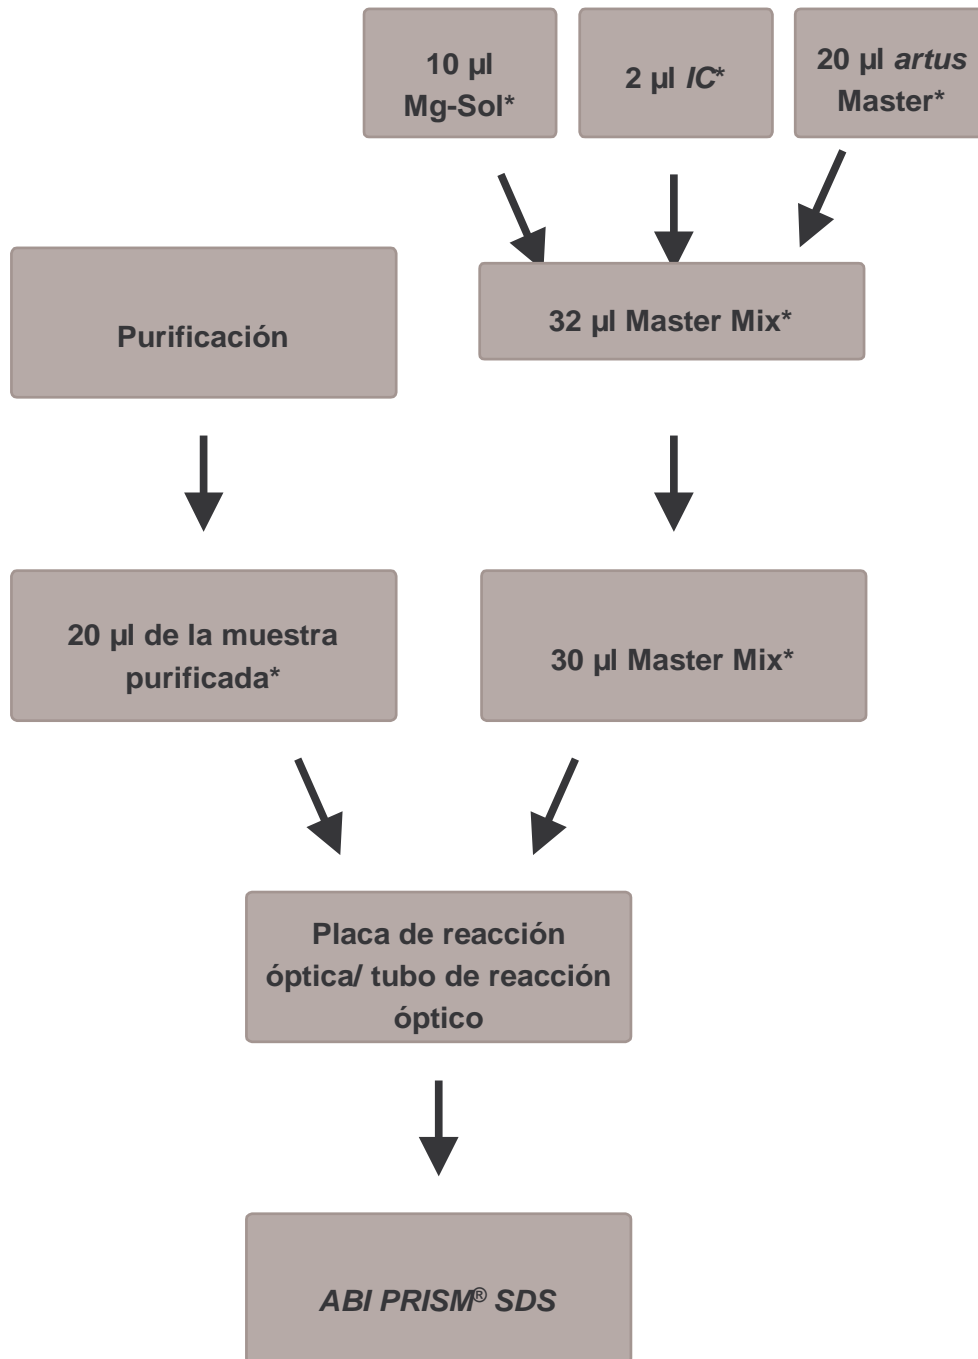 10 µl
Mg-Sol*
2 µl IC*
20 µl artus
Master*
Purificación
32 µl Master Mix*
20 µl de la muestra
purificada*
30 µl Master Mix*
Placa de reacción
óptica/ tubo de reacción
óptico
ABI PRISM® SDS